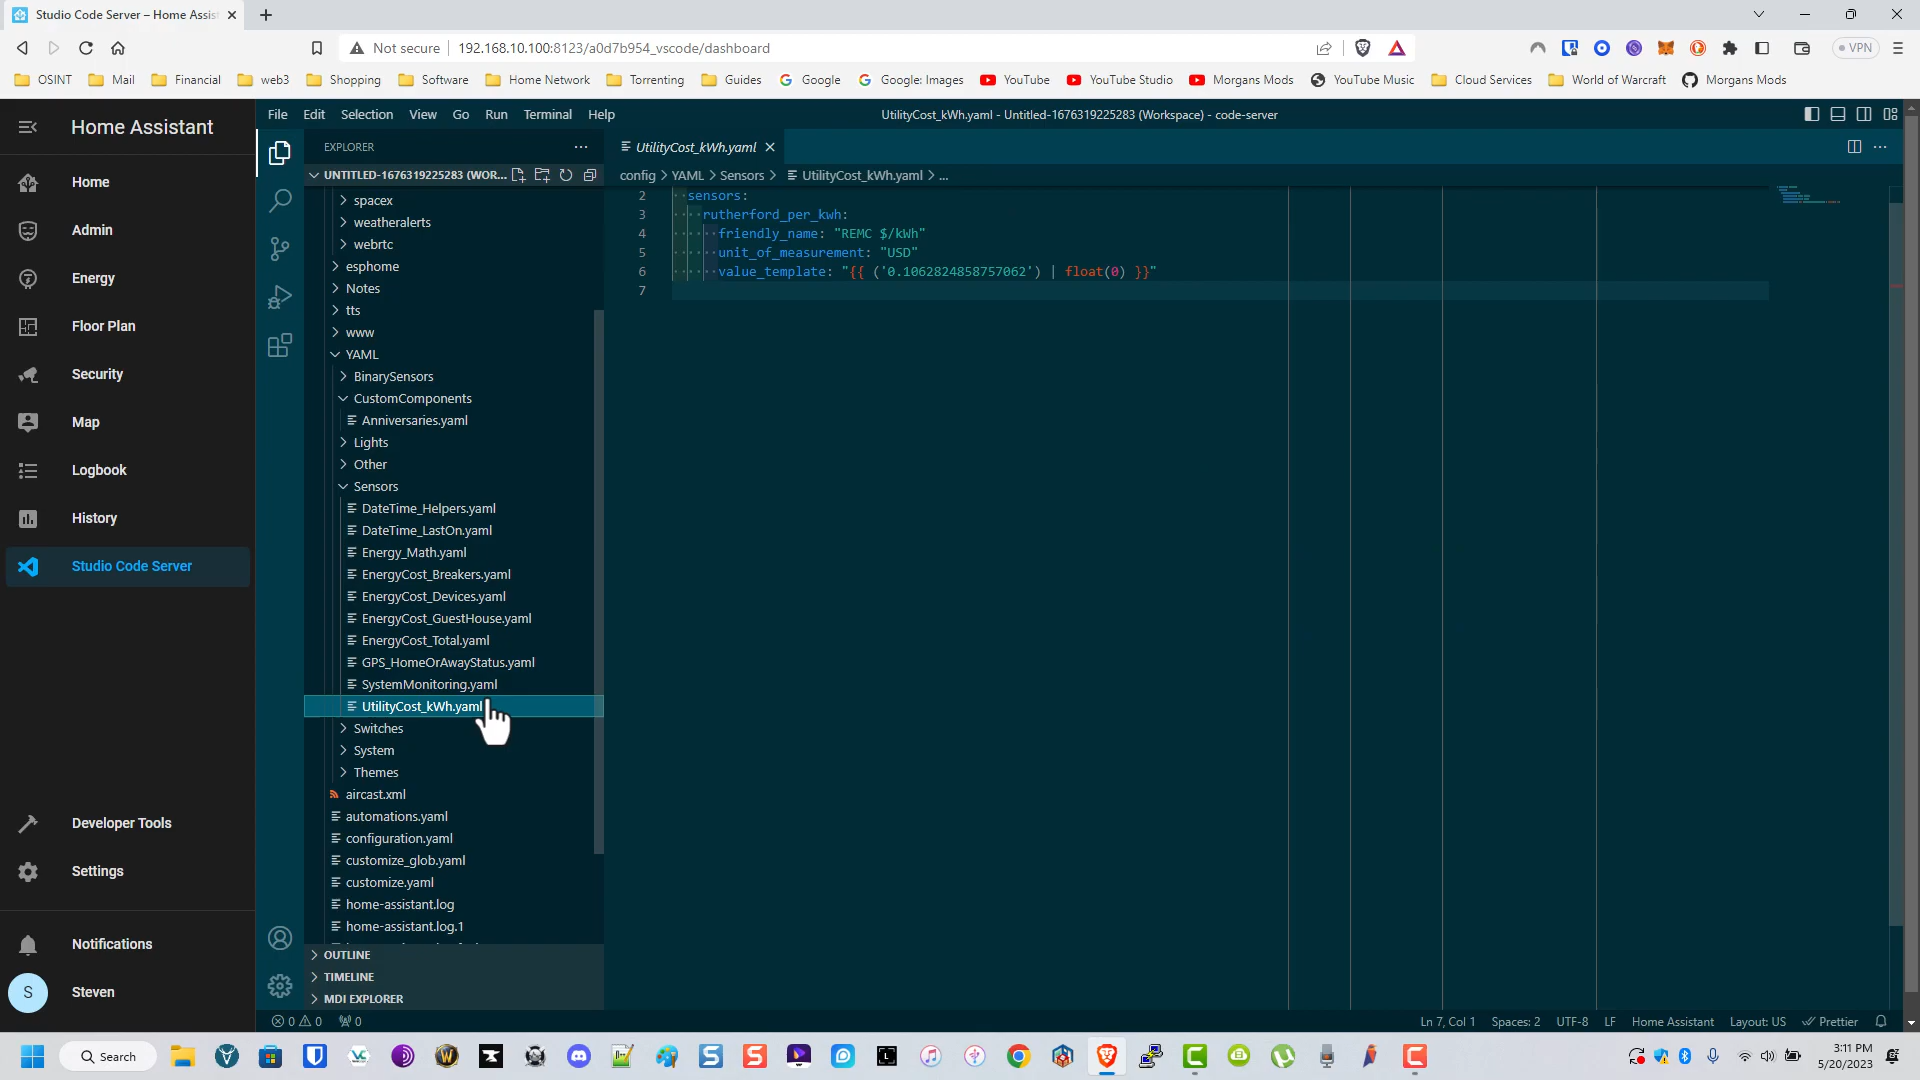 Studio Code Server – Home Assis
Not secure
192.168.10.100:8123/a0d7b954_vscode/dashboard
VPN
OSINT
Mail
Financial
web3
Shopping
Software
Home Network
Torrenting
Guides
Google
Google: Images
YouTube
YouTube Studio
Morgans Mods
YouTube Music
Cloud Services
World of Warcraft
Morgans Mods
Home Assistant
Home
Admin
Energy
Floor Plan
Security
Map
Logbook
History
Studio Code Server
Developer Tools
Settings
Notifications
S
Steven
File Edit Selection View Go Run Terminal Help
UtilityCost_kWh.yaml - Untitled-1676319225283 (Workspace) - code-server
EXPLORER
UNTITLED-1676319225283 (WOR...
spacex
weatheralerts
webrtc
esphome
Notes
tts
www
YAML
BinarySensors
CustomComponents
Anniversaries.yaml
Lights
Other
Sensors
DateTime_Helpers.yaml
DateTime_LastOn.yaml
Energy_Math.yaml
EnergyCost_Breakers.yaml
EnergyCost_Devices.yaml
EnergyCost_GuestHouse.yaml
EnergyCost_Total.yaml
GPS_HomeOrAwayStatus.yaml
SystemMonitoring.yaml
UtilityCost_kWh.yaml
Switches
System
Themes
aircast.xml
automations.yaml
configuration.yaml
customize_glob.yaml
customize.yaml
home-assistant.log
home-assistant.log.1
OUTLINE
TIMELINE
MDI EXPLORER
UtilityCost_kWh.yaml
config > YAML > Sensors > UtilityCost_kWh.yaml > ...
2 sensors:
3 rutherford_per_kwh:
4 friendly_name: "REMC $/kWh"
5 unit_of_measurement: "USD"
6 value_template: "{{ ('0.1062824858757062') | float(0) }}"
7
0 0 0
Ln 7, Col 1 Spaces: 2 UTF-8 LF Home Assistant Layout: US Prettier
Search
3:11 PM
5/20/2023